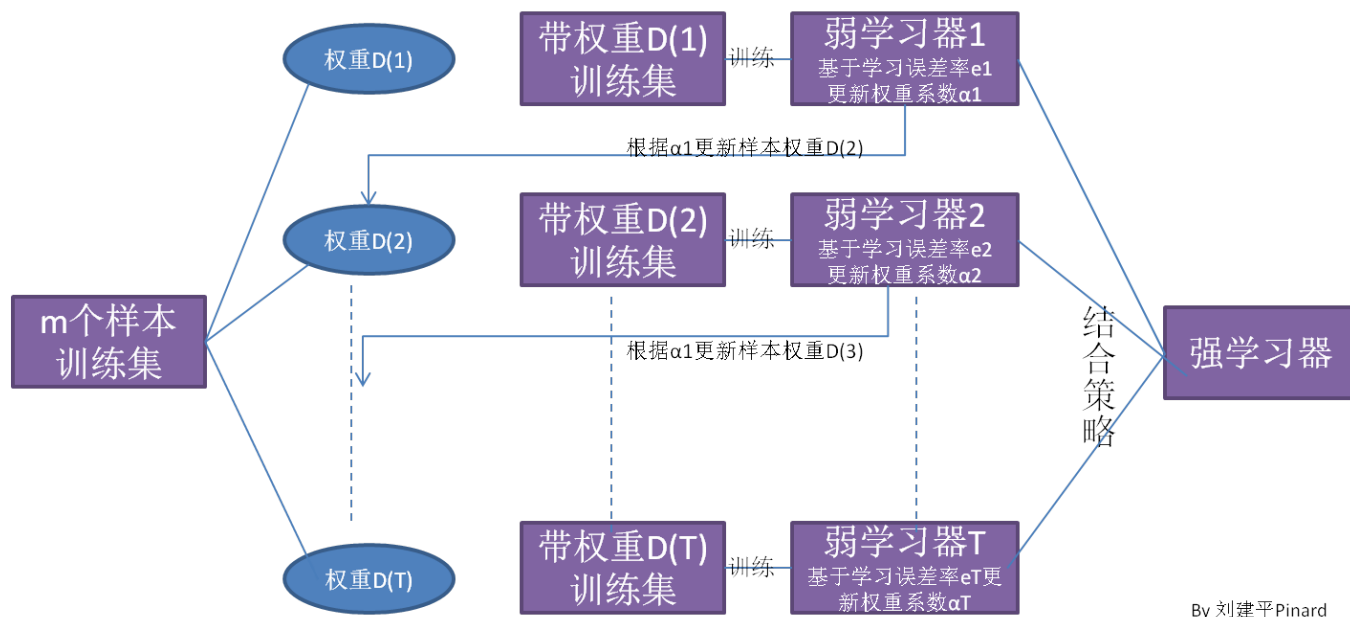 权重D(1)
带权重D(1)
训练集
训练
弱学习器1
基于学习误差率e1
更新权重系数α1
根据α1更新样本权重D(2)
权重D(2)
带权重D(2)
训练集
训练
弱学习器2
基于学习误差率e2
更新权重系数α2
m个样本
训练集
根据α1更新样本权重D(3)
结合策略
强学习器
权重D(T)
带权重D(T)
训练集
训练
弱学习器T
基于学习误差率eT更
新权重系数αT
By 刘建平Pinard